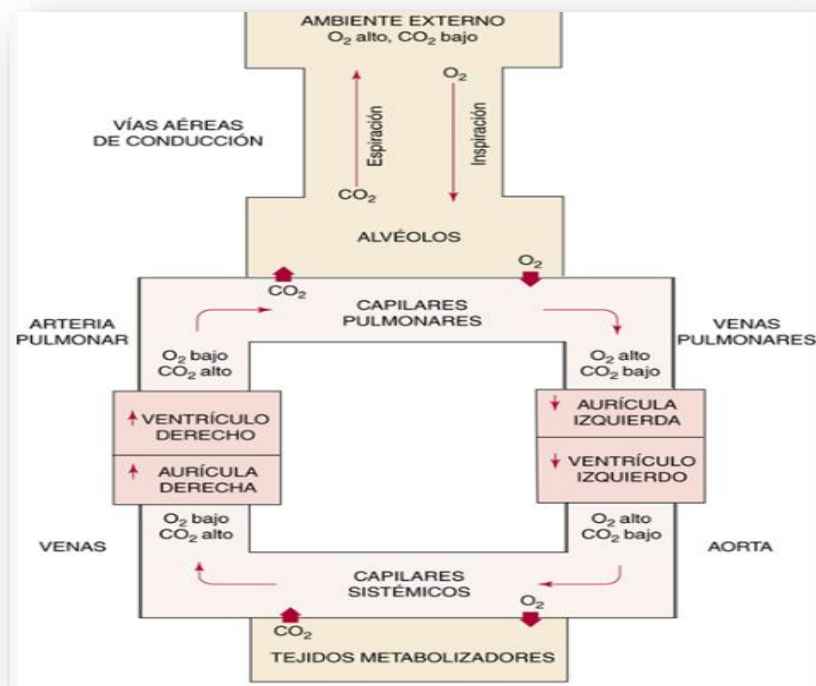 AMBIENTE EXTERNO
O₂ alto, CO₂ bajo
O₂
VÍAS AÉREAS
DE CONDUCCIÓN
Espiración
Inspiración
CO₂
ALVÉOLOS
O₂
CO₂
CAPILARES
PULMONARES
ARTERIA
PULMONAR
VENAS
PULMONARES
O₂ bajo
CO₂ alto
O₂ alto
CO₂ bajo
VENTRÍCULO
DERECHO
AURÍCULA
IZQUIERDA
AURÍCULA
DERECHA
VENTRÍCULO
IZQUIERDO
O₂ bajo
CO₂ alto
O₂ alto
CO₂ bajo
VENAS
AORTA
CAPILARES
SISTÉMICOS
O₂
CO₂
TEJIDOS METABOLIZADORES